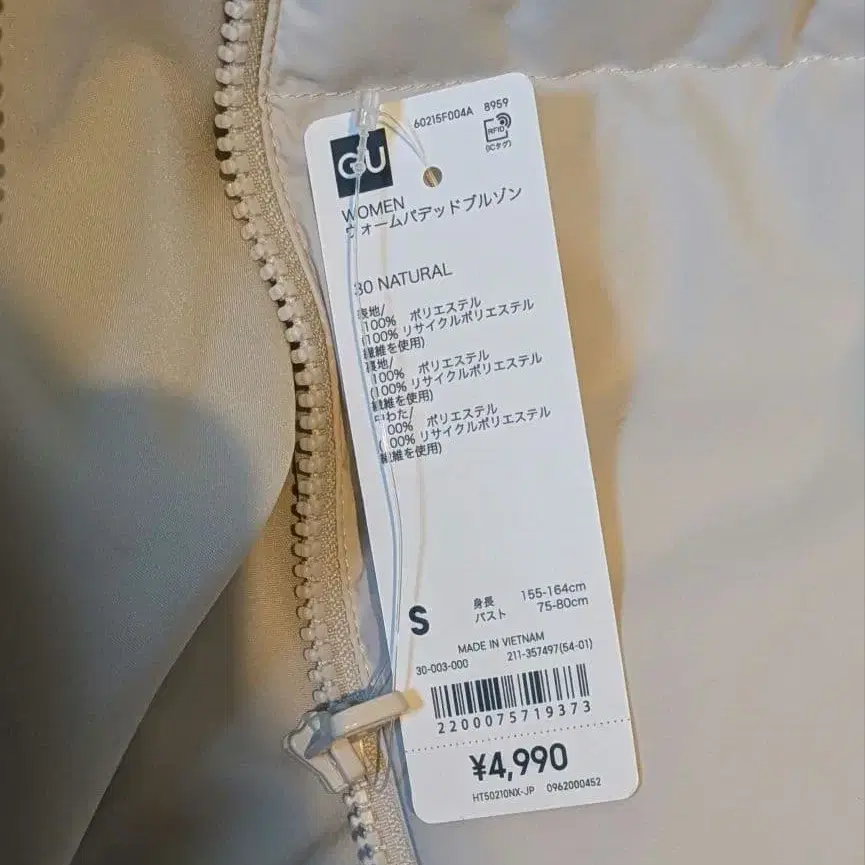 60215F004A 8959
GU
RFID
(ICタグ)
WOMEN
ウォームパデッドブルゾン
30 NATURAL
表地/
100% ポリエステル
(100% リサイクルポリエステル
繊維を使用)
裏地/
100% ポリエステル
(100% リサイクルポリエステル
繊維を使用)
中わた/
100% ポリエステル
(100% リサイクルポリエステル
繊維を使用)
S
身長 155-164cm
バスト 75-80cm
MADE IN VIETNAM
30-003-000 211-357497(54-01)
2200075719373
¥4,990
HT50210NX-JP 0962000452